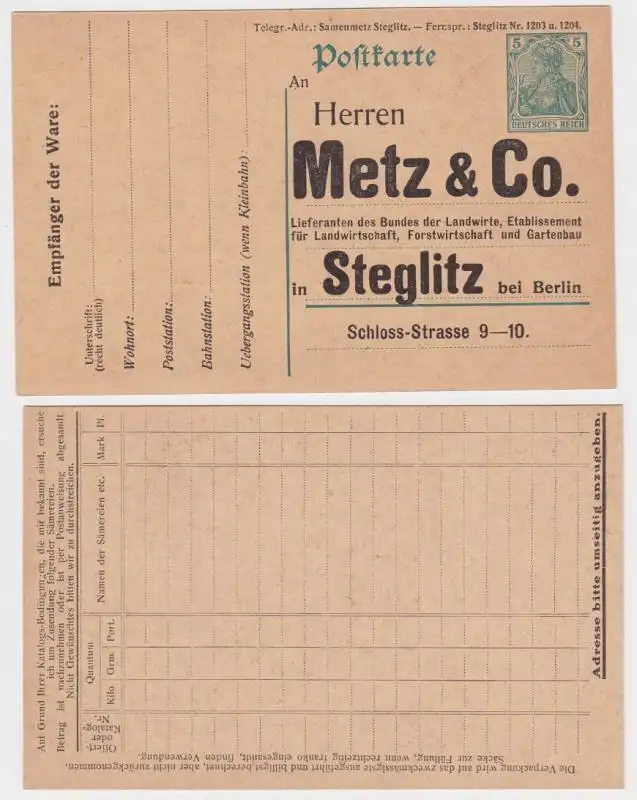 Telegr.-Adr.: Samenmetz Steglitz. — Fernspr.: Steglitz Nr. 1203 u. 1204.
Postkarte
5 5
DEUTSCHES REICH
An
Herren
Metz & Co.
Lieferanten des Bundes der Landwirte, Etablissement
für Landwirtschaft, Forstwirtschaft und Gartenbau
in Steglitz bei Berlin
Schloss-Strasse 9—10.
Empfänger der Ware:
Unterschrift:
(recht deutlich)
Wohnort:
Poststation:
Bahnstation:
Uebergangsstation (wenn Kleinbahn):
Auf Grund Ihrer Katalogs-Bedingungen, die mir bekannt sind, ersuche
ich um Zusendung folgender Sämereien.
Betrag ist nachzunehmen oder ist per Postanweisung abgesandt
Nicht Gewünschtes bitten wir zu durchstreichen.
Offert- oder Katalog-Nr.
Quantum
Kilo Grm. Port.
Namen der Sämereien etc.
Mark Pf.
Adresse bitte umseitig anzugeben.
Die Verpackung wird auf das zweckmässigste ausgeführt und billigst berechnet, aber nicht zurückgenommen.
Säcke zur Füllung, wenn rechtzeitig franko eingesandt, finden Verwendung.